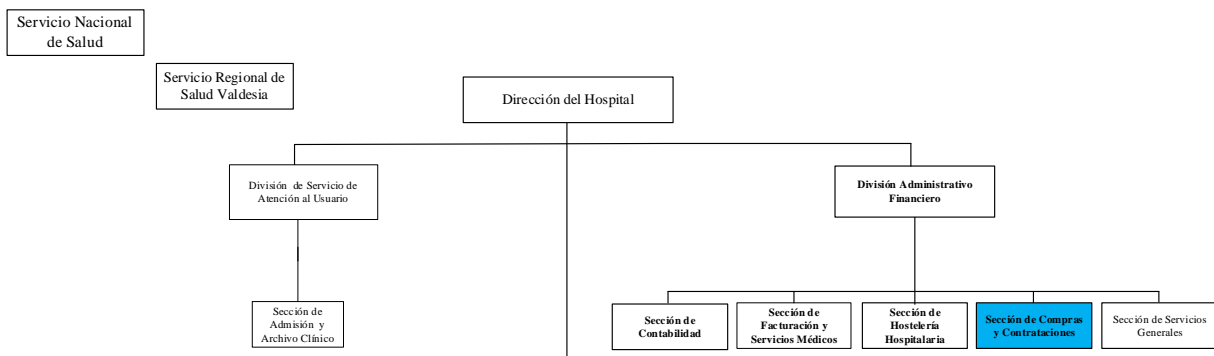 Servicio Nacional
de Salud
Servicio Regional de
Salud Valdesia
Dirección del Hospital
División de Servicio de
Atención al Usuario
División Administrativo
Financiero
Sección de
Admisión y
Archivo Clínico
Sección de
Contabilidad
Sección de
Facturación y
Servicios Médicos
Sección de
Hostelería
Hospitalaria
Sección de Compras
y Contrataciones
Sección de Servicios
Generales